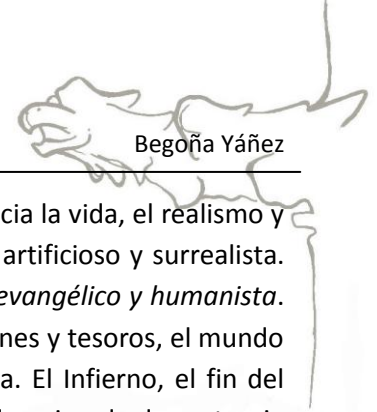 Begoña Yáñez
cia la vida, el realismo y
artificioso y surrealista.
evangélico y humanista.
nes y tesoros, el mundo
a. El Infierno, el fin del